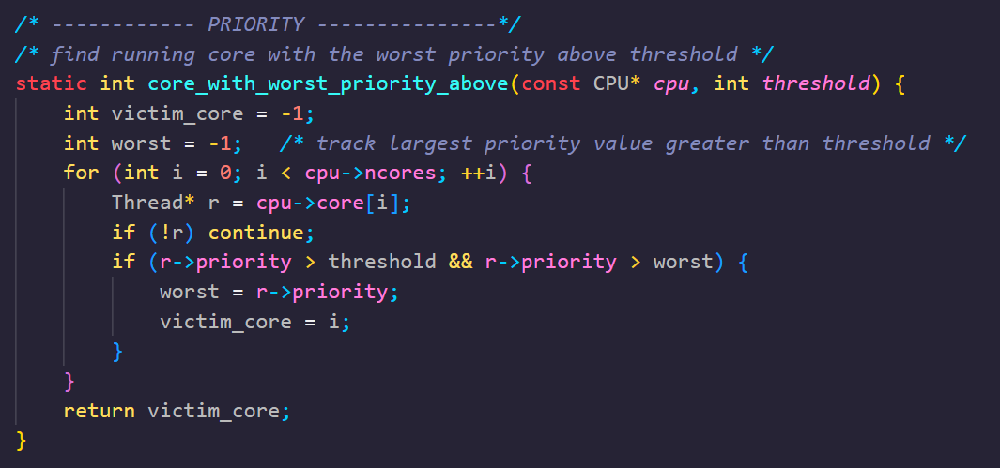 /* ------------ PRIORITY ---------------*/
/* find running core with the worst priority above threshold */
static int core_with_worst_priority_above(const CPU* cpu, int threshold) {
    int victim_core = -1;
    int worst = -1;   /* track largest priority value greater than threshold */
    for (int i = 0; i < cpu->ncores; ++i) {
        Thread* r = cpu->core[i];
        if (!r) continue;
        if (r->priority > threshold && r->priority > worst) {
            worst = r->priority;
            victim_core = i;
        }
    }
    return victim_core;
}